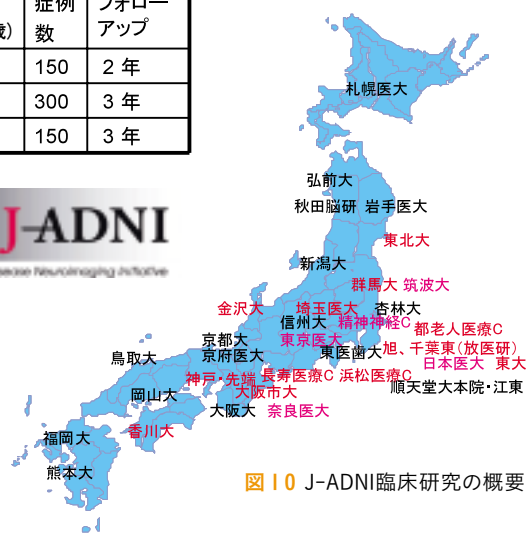 症例 フォロー
数 アップ
歳)
150 2 年
300 3 年
150 3 年
J-ADNI
ease Neuroimaging Initiative
札幌医大
弘前大
秋田脳研 岩手医大
東北大
新潟大
群馬大 筑波大
金沢大 埼玉医大 杏林大
信州大 精神神経C 都老人医療C
京都大 東京医大
京府医大 東医歯大 旭、千葉東(放医研)
鳥取大 日本医大 東大
神戸・先端 長寿医療C 浜松医療C
岡山大 大阪市大 順天堂大本院・江東
大阪大 奈良医大
福岡大 香川大
熊本大
図10 J-ADNI臨床研究の概要